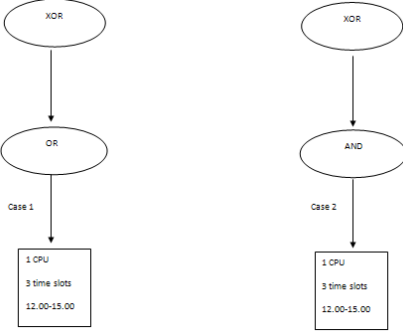 XOR
OR
Case 1
1 CPU
3 time slots
12.00-15.00
XOR
AND
Case 2
1 CPU
3 time slots
12.00-15.00